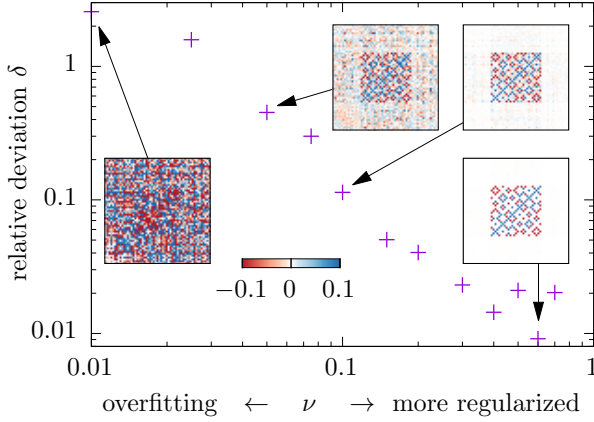 relative deviation δ
1
0.1
0.01
−0.1 0 0.1
0.01 0.1 1
overfitting ← ν → more regularized